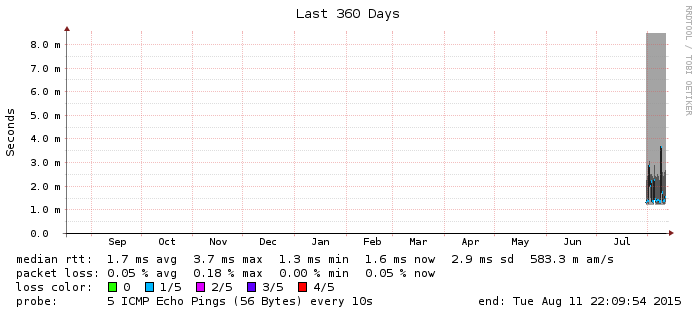 Last 360 Days
RRDTOOL / TOBI OETIKER
Seconds
8.0 m
7.0 m
6.0 m
5.0 m
4.0 m
3.0 m
2.0 m
1.0 m
0.0
Sep Oct Nov Dec Jan Feb Mar Apr May Jun Jul
median rtt: 1.7 ms avg 3.7 ms max 1.3 ms min 1.6 ms now 2.9 ms sd 583.3 m am/s
packet loss: 0.05 % avg 0.18 % max 0.00 % min 0.05 % now
loss color: 0 1/5 2/5 3/5 4/5
probe: 5 ICMP Echo Pings (56 Bytes) every 10s end: Tue Aug 11 22:09:54 2015